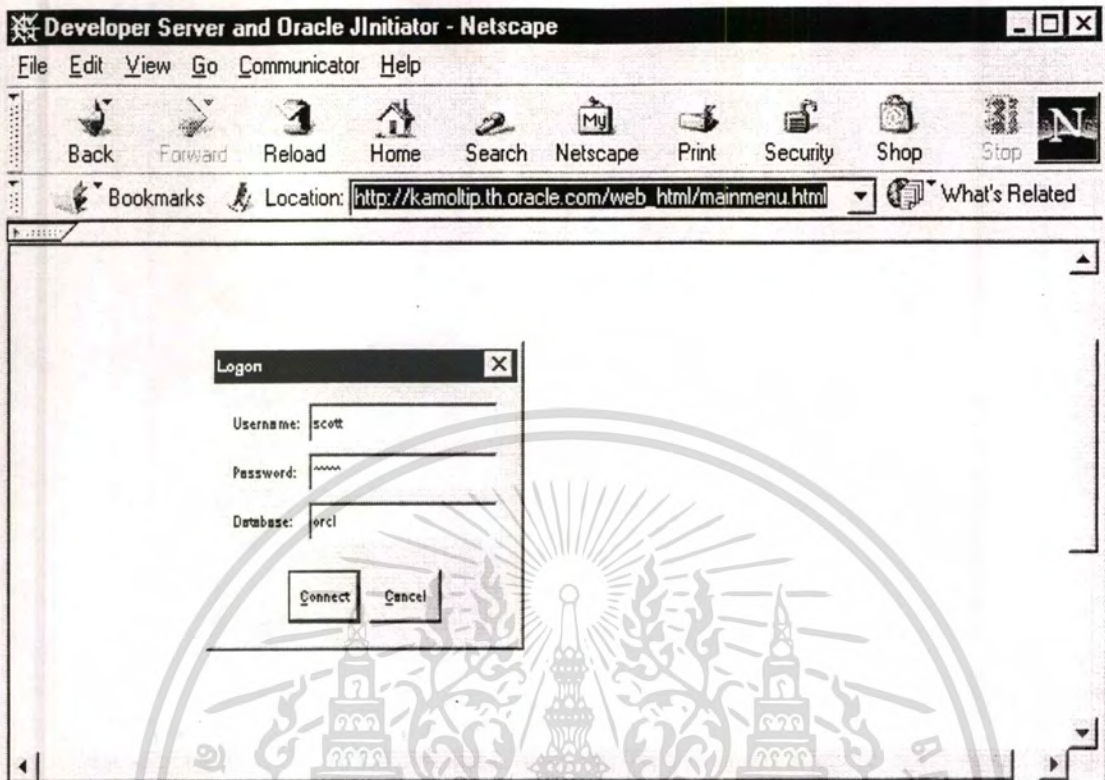 Developer Server and Oracle JInitiator - Netscape
File Edit View Go Communicator Help
My
N
Back Forward Reload Home Search Netscape Print Security Shop Stop
Bookmarks Location: http://kamoltip.th.oracle.com/web_html/mainmenu.html What's Related
Logon
Username: scott
Password: ^^^^^
Database: orcl
Connect Cancel